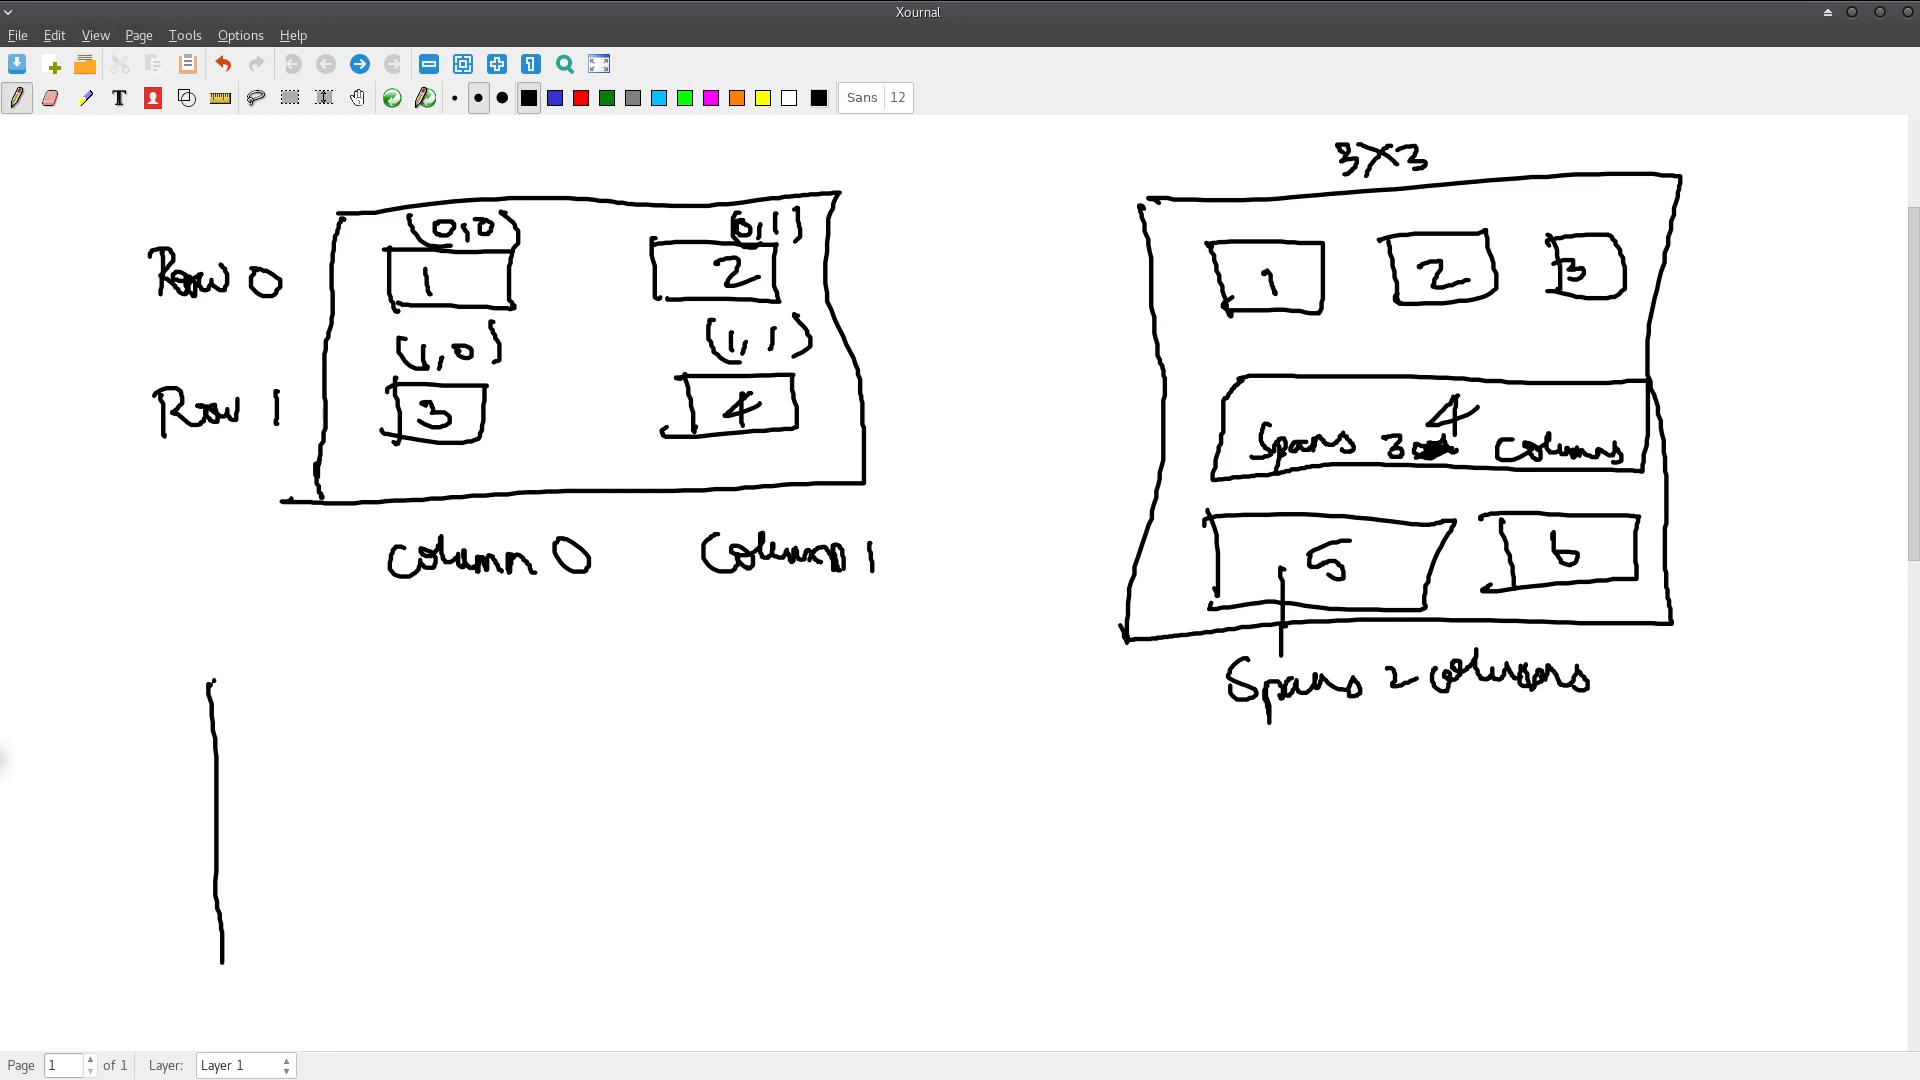 Xournal
File Edit View Page Tools Options Help
T Sans 12
3X3
(0,0) (0,1)
Row 0 1 2
1 2 3
(1,0) (1,1)
Row 1 3 4
4
Spans 3 columns
Column 0 Column 1
5 6
Spans 2 columns
Page 1 of 1 Layer: Layer 1